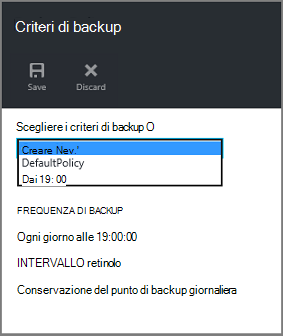 Criteri di backup
Save
Discard
Scegliere i criteri di backup O
Creare Nev.'
DefaultPolicy
Dai 19: 00
FREQUENZA DI BACKUP
Ogni giorno alle 19:00:00
INTERVALLO retinolo
Conservazione del punto di backup giornaliera